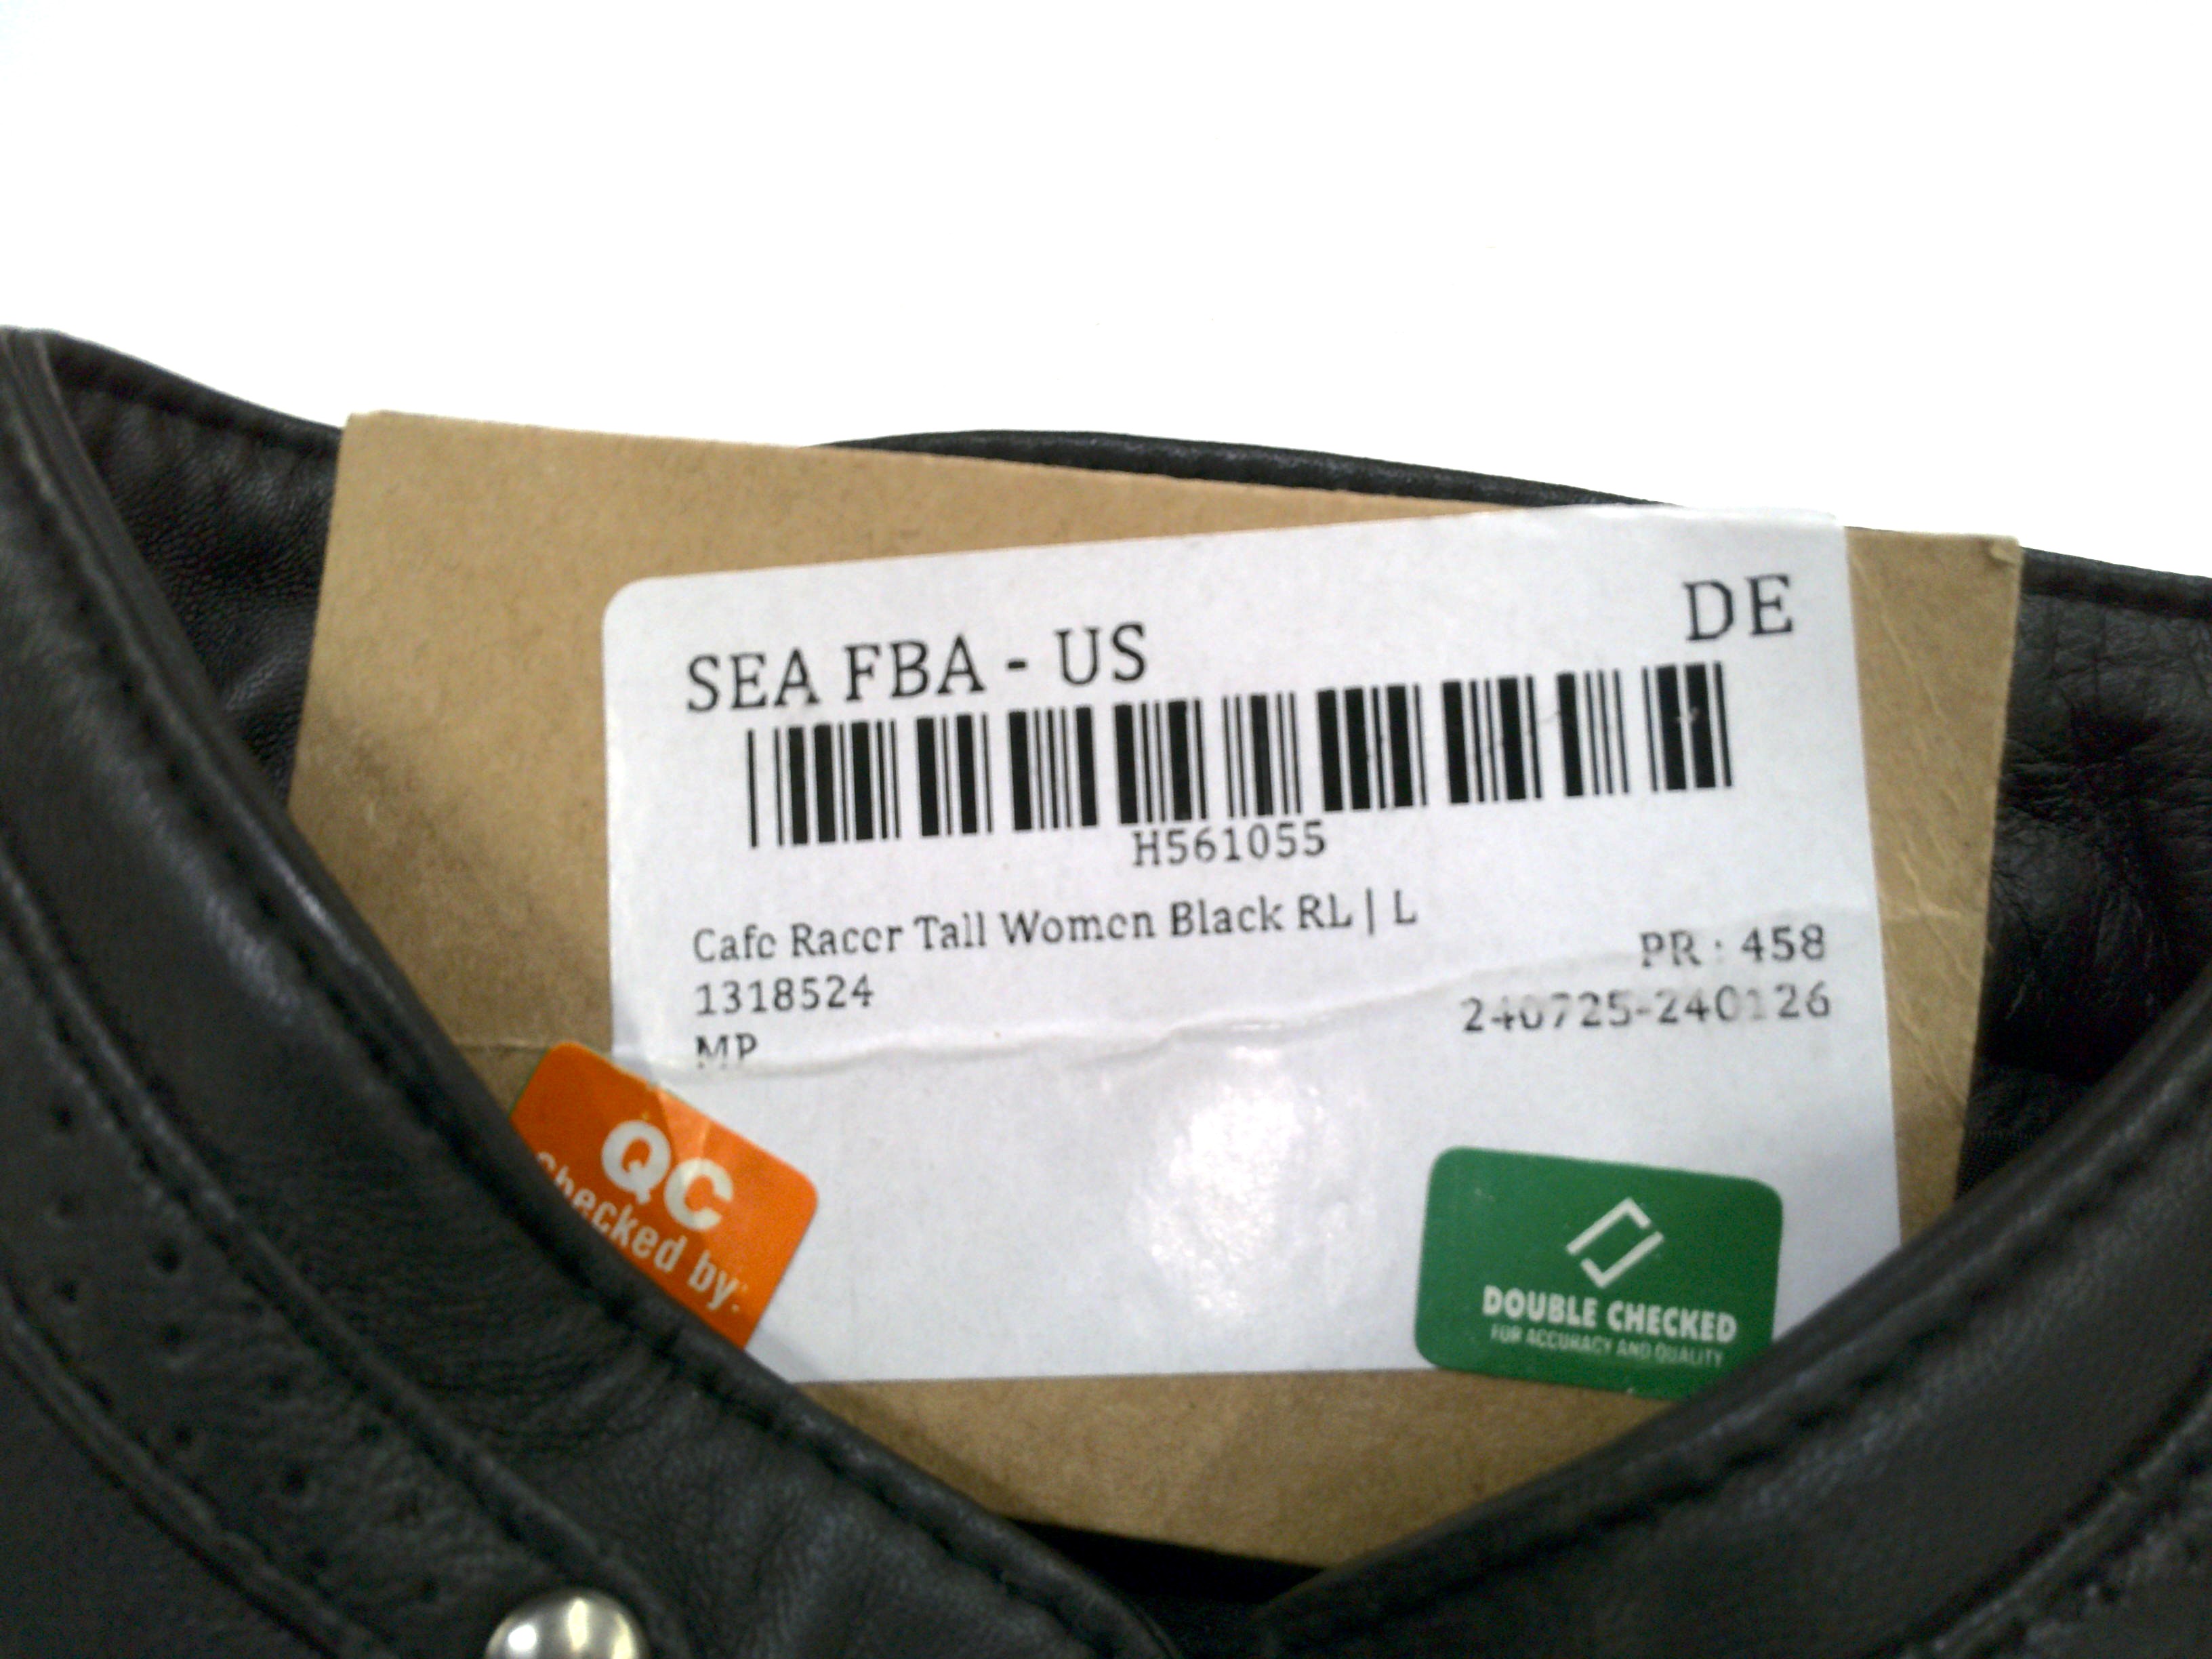 SEA FBA - US
DE
H561055
Cafe Racer Tall Women Black RL | L
1318524
PR : 458
MP
240725-240126
QC
Checked by:
DOUBLE CHECKED
FOR ACCURACY AND QUALITY